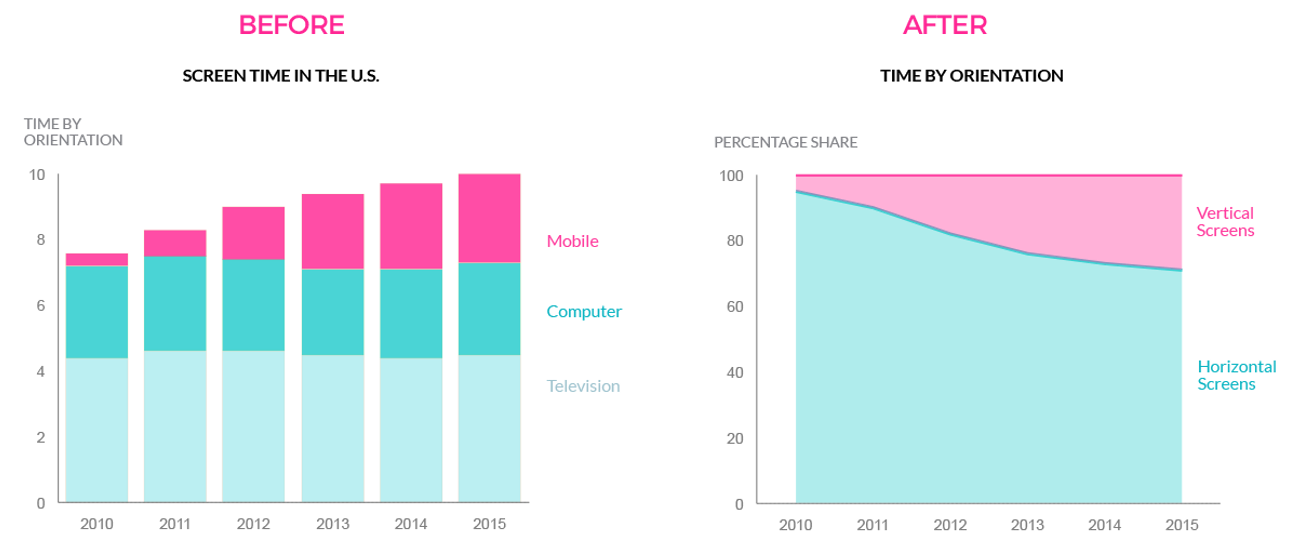 BEFORE
SCREEN TIME IN THE U.S.
TIME BY
ORIENTATION
10
8
6
4
2
0
2010 2011 2012 2013 2014 2015
Mobile
Computer
Television
AFTER
TIME BY ORIENTATION
PERCENTAGE SHARE
100
80
60
40
20
0
2010 2011 2012 2013 2014 2015
Vertical
Screens
Horizontal
Screens